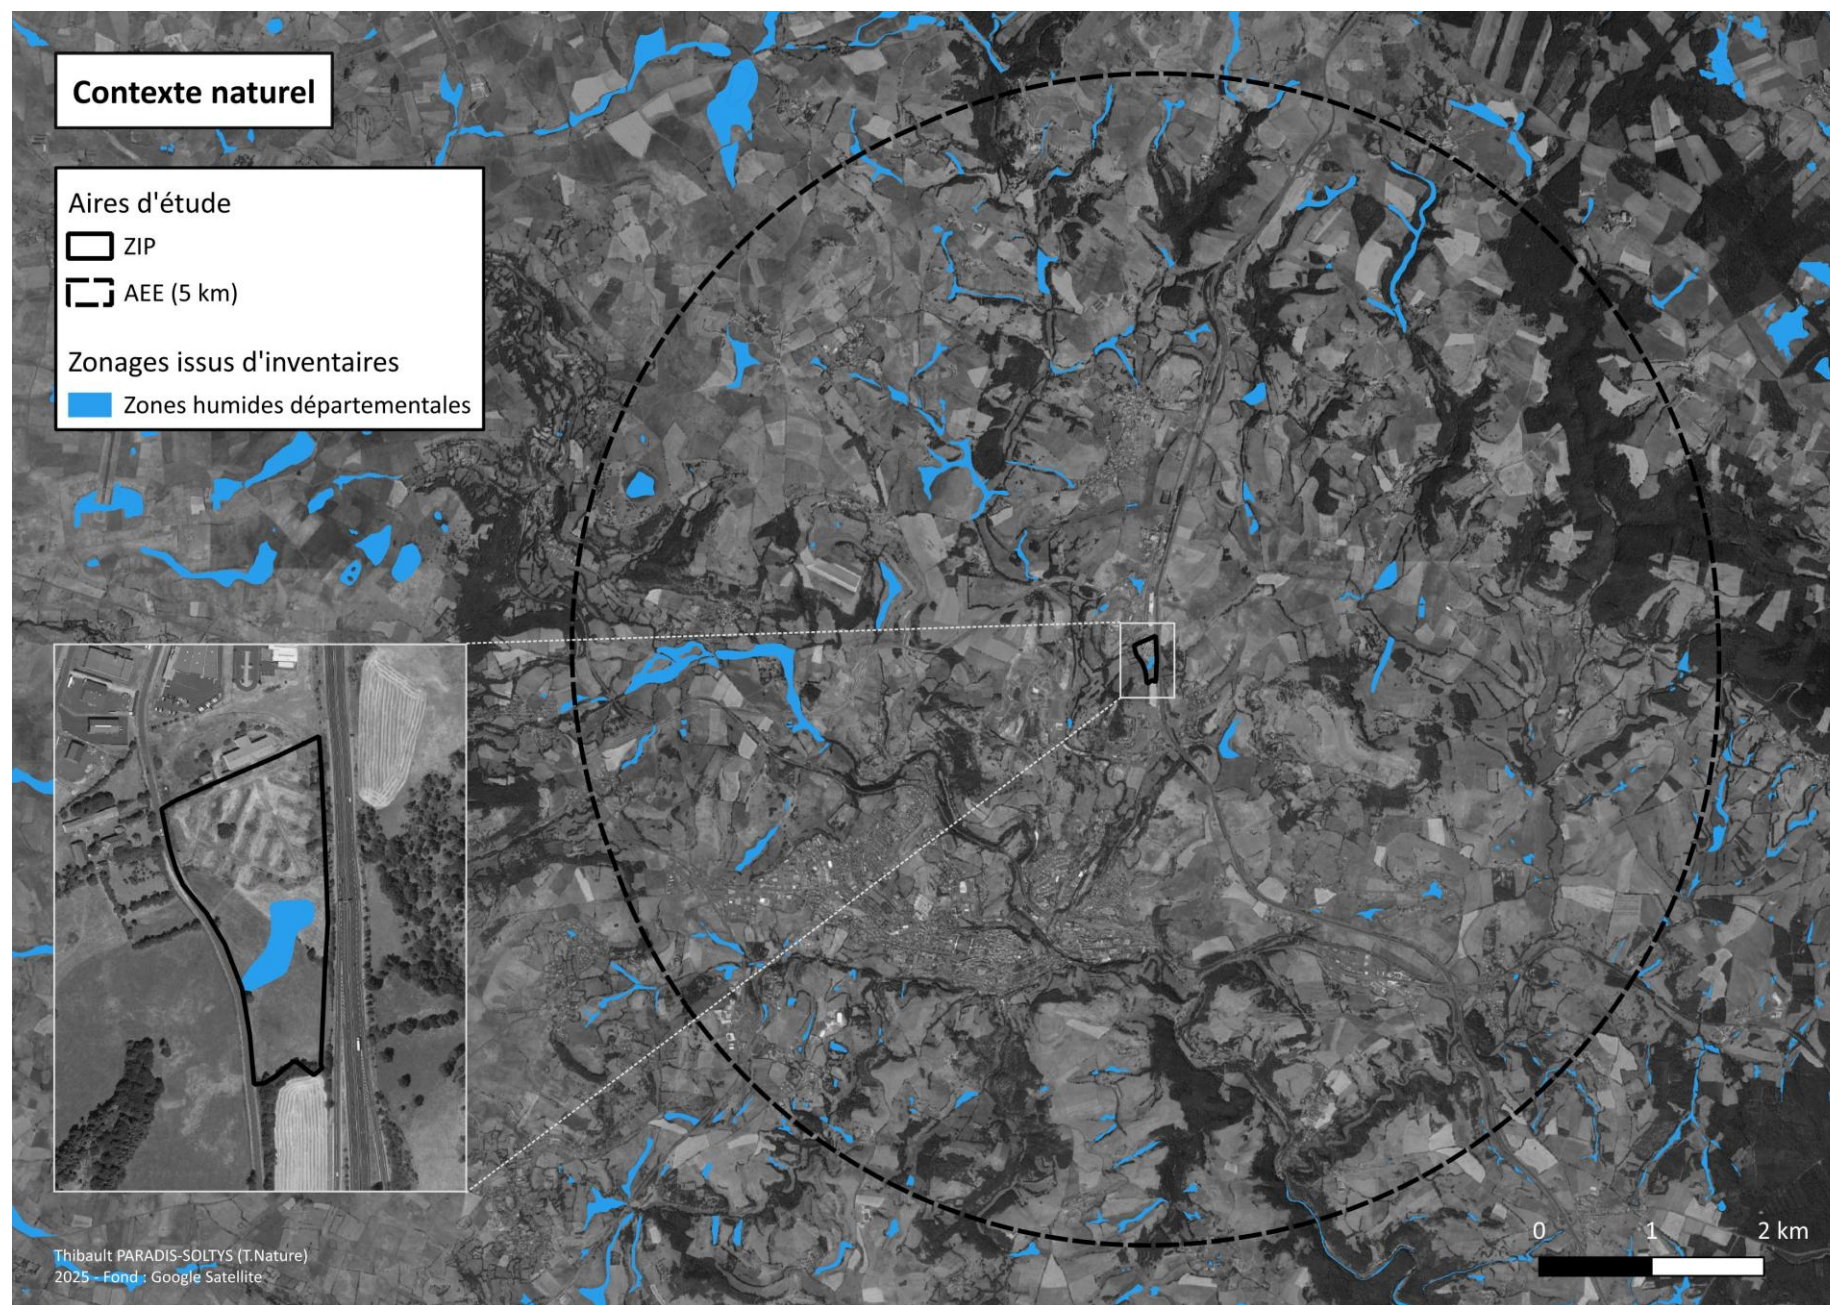 Contexte naturel
Aires d'étude
ZIP
AEE (5 km)
Zonages issus d'inventaires
Zones humides départementales
0 1 2 km
Thibault PARADIS-SOLTYS (T.Nature)
2025 - Fond : Google Satellite